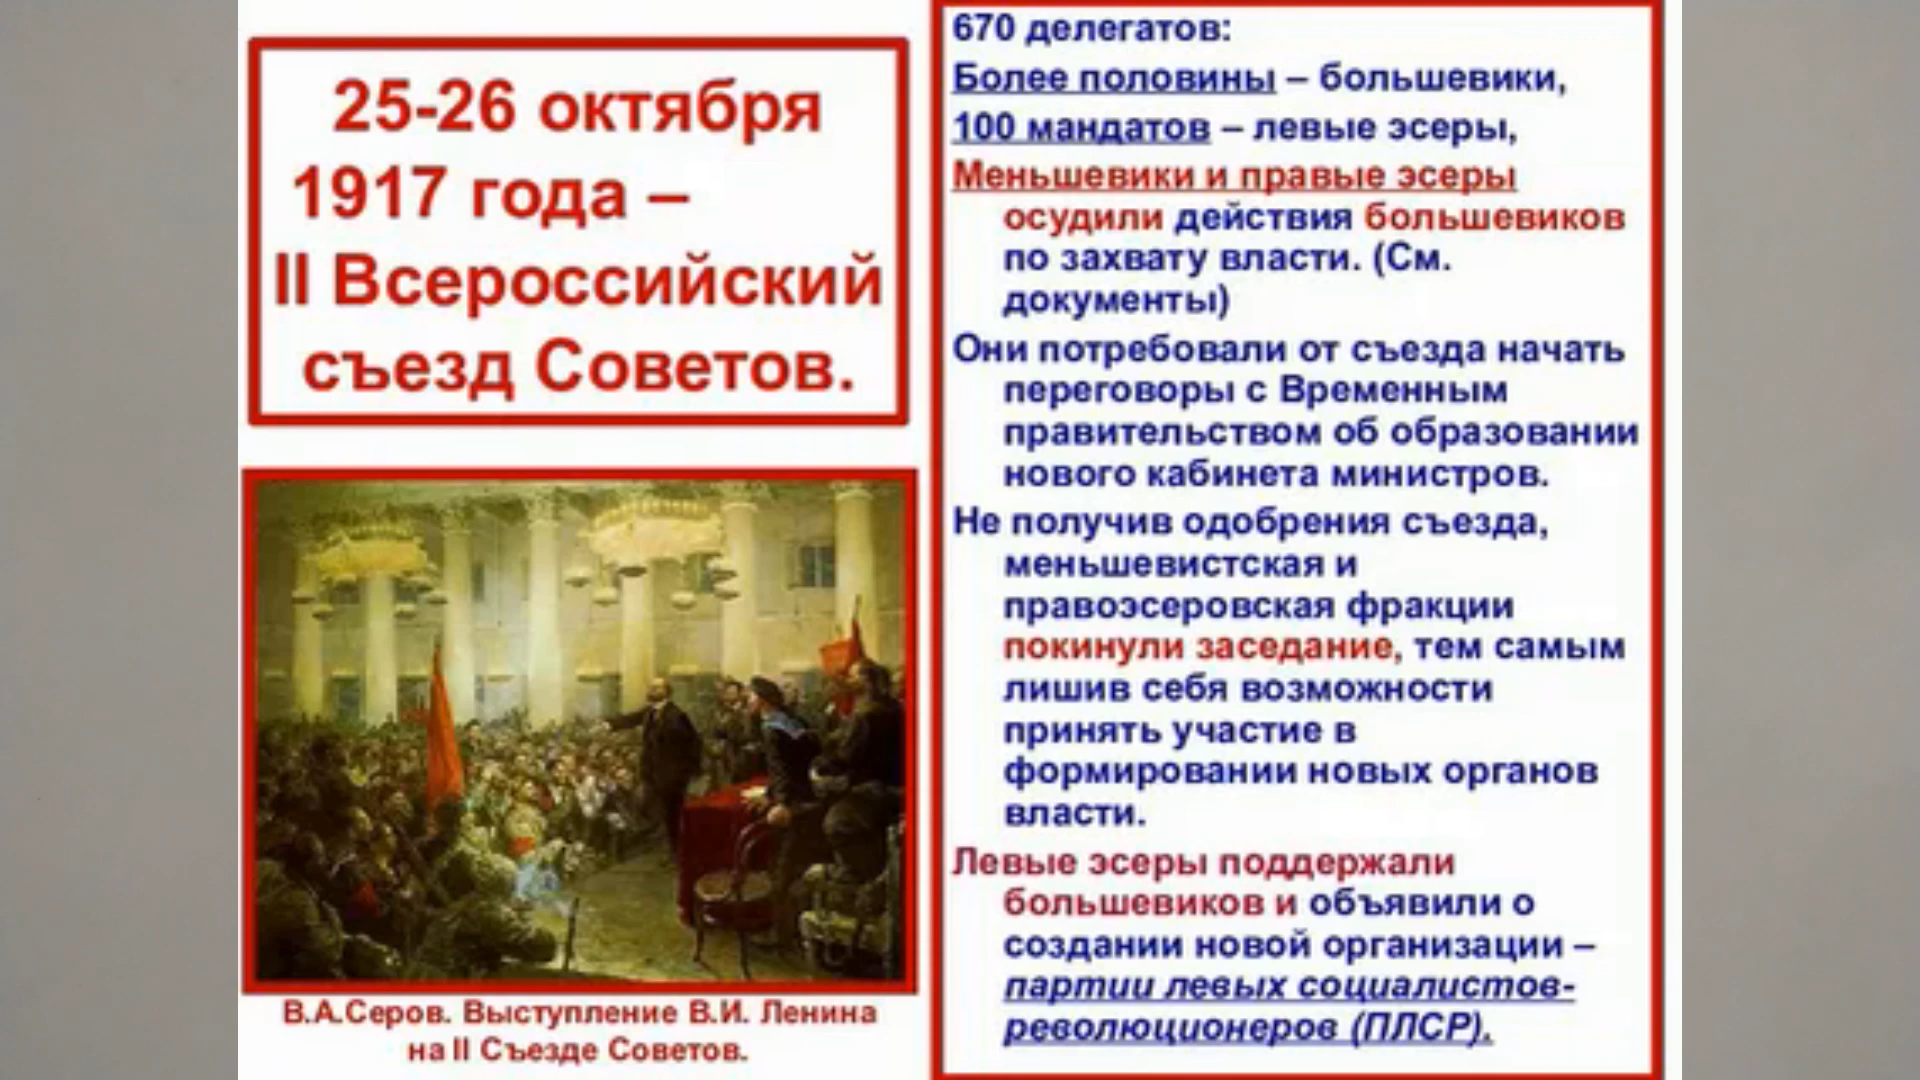 25-26 октября
1917 года –
II Всероссийский
съезд Советов.
В.А.Серов. Выступление В.И. Ленина
на II Съезде Советов.
670 делегатов:
Более половины – большевики,
100 мандатов – левые эсеры,
Меньшевики и правые эсеры
осудили действия большевиков
по захвату власти. (См.
документы)
Они потребовали от съезда начать
переговоры с Временным
правительством об образовании
нового кабинета министров.
Не получив одобрения съезда,
меньшевистская и
правоэсеровская фракции
покинули заседание, тем самым
лишив себя возможности
принять участие в
формировании новых органов
власти.
Левые эсеры поддержали
большевиков и объявили о
создании новой организации –
партии левых социалистов-
революционеров (ПЛСР).